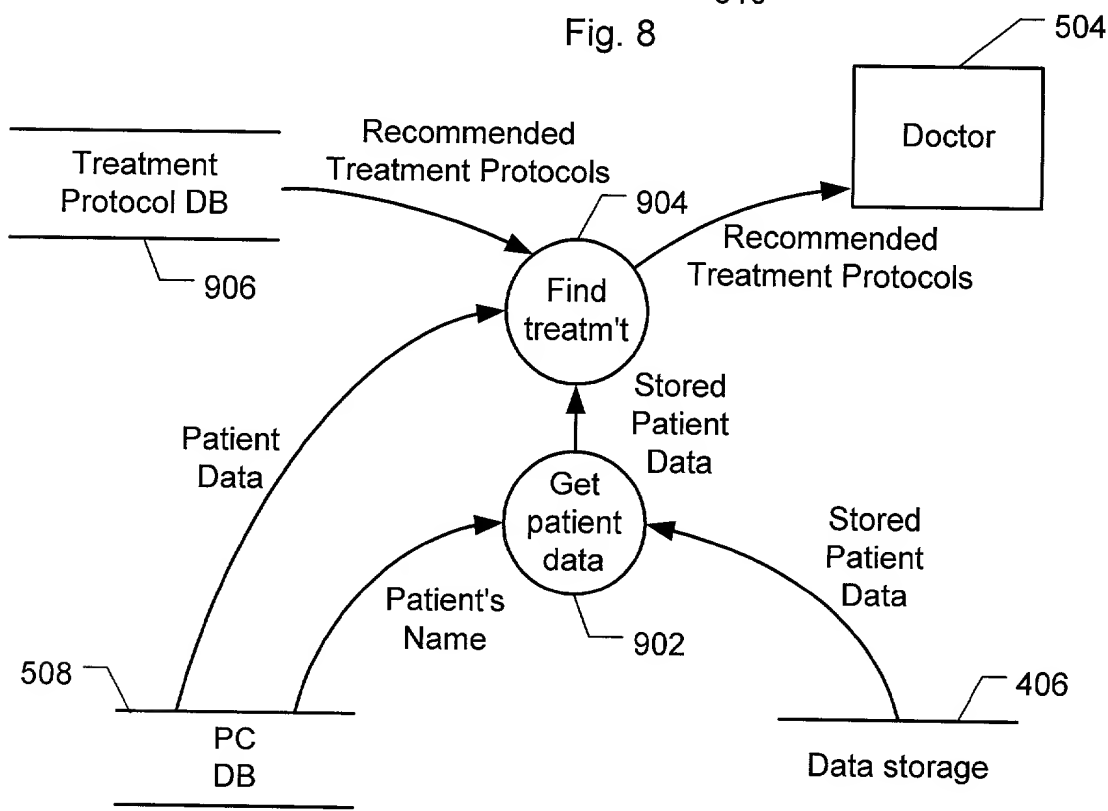 Fig. 8
504
Recommended
Treatment Protocols
Doctor
Treatment
Protocol DB
904
Recommended
Treatment Protocols
906
Find
treatm't
Stored
Patient
Data
Patient
Data
Get
patient
data
Stored
Patient
Data
Patient's
Name
902
508
406
PC
DB
Data storage